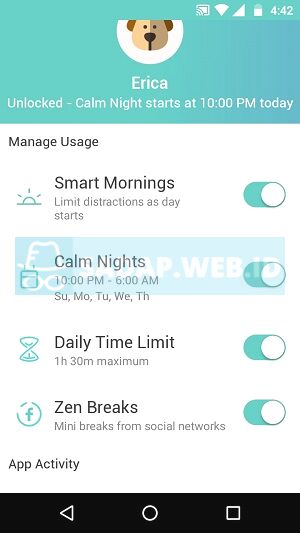 4:42
Erica
Unlocked - Calm Night starts at 10:00 PM today
Manage Usage
Smart Mornings
Limit distractions as day
starts
Calm Nights
SADAP.WEB.ID
10:00 PM - 6:00 AM
Su, Mo, Tu, We, Th
Daily Time Limit
1h 30m maximum
Zen Breaks
Mini breaks from social networks
App Activity